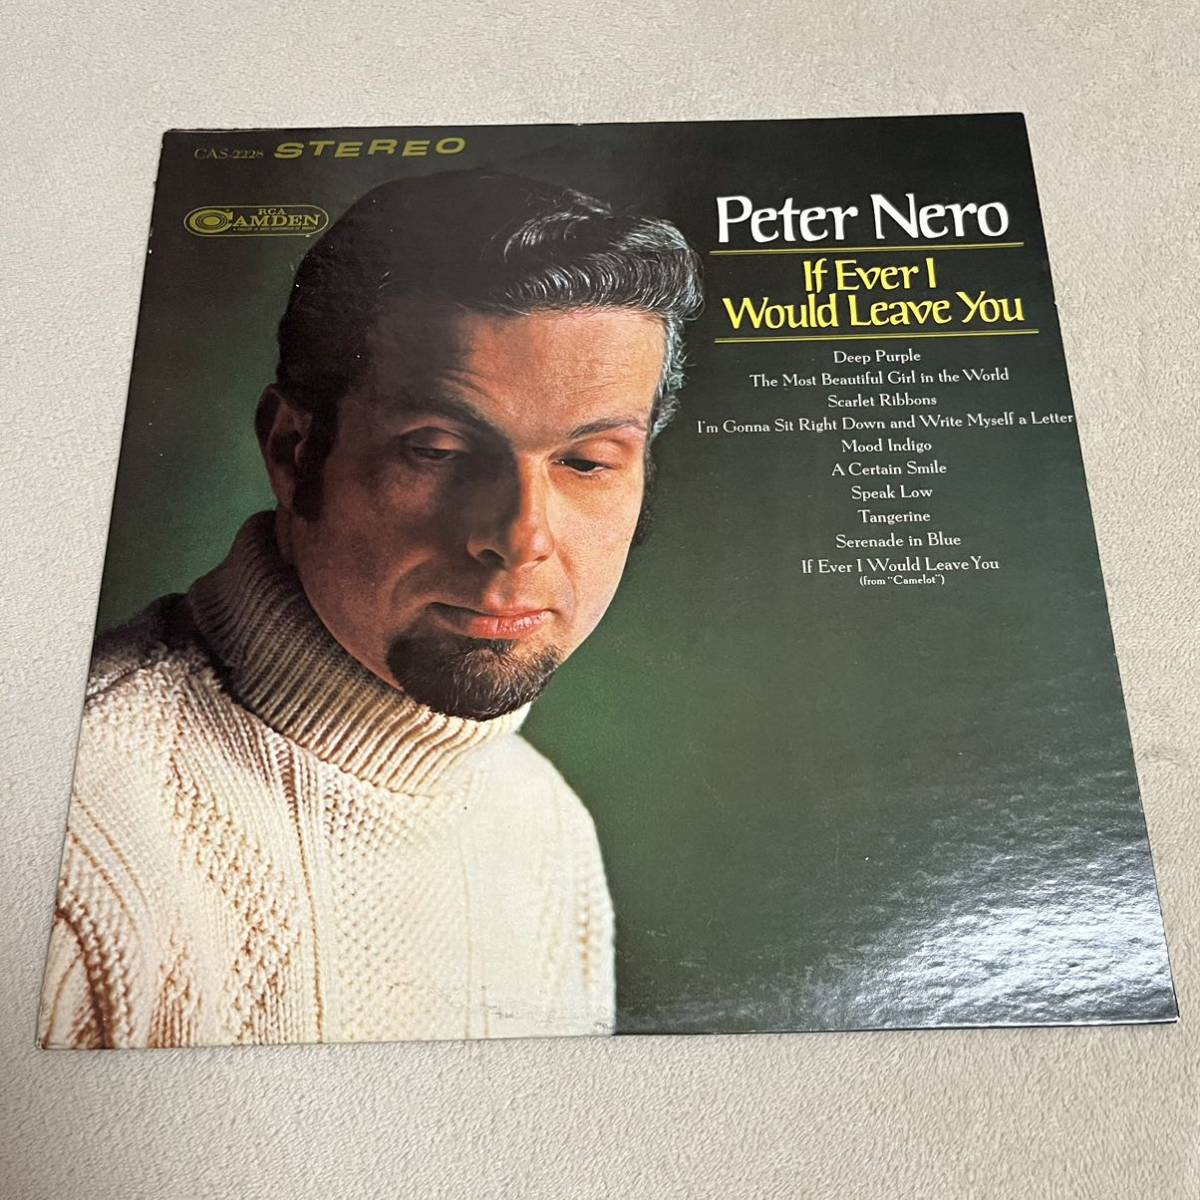 CAS-2228 STEREO
RCA
CAMDEN
Peter Nero
If Ever I
Would Leave You
Deep Purple
The Most Beautiful Girl in the World
Scarlet Ribbons
I'm Gonna Sit Right Down and Write Myself a Letter
Mood Indigo
A Certain Smile
Speak Low
Tangerine
Serenade in Blue
If Ever I Would Leave You
(from "Camelot")